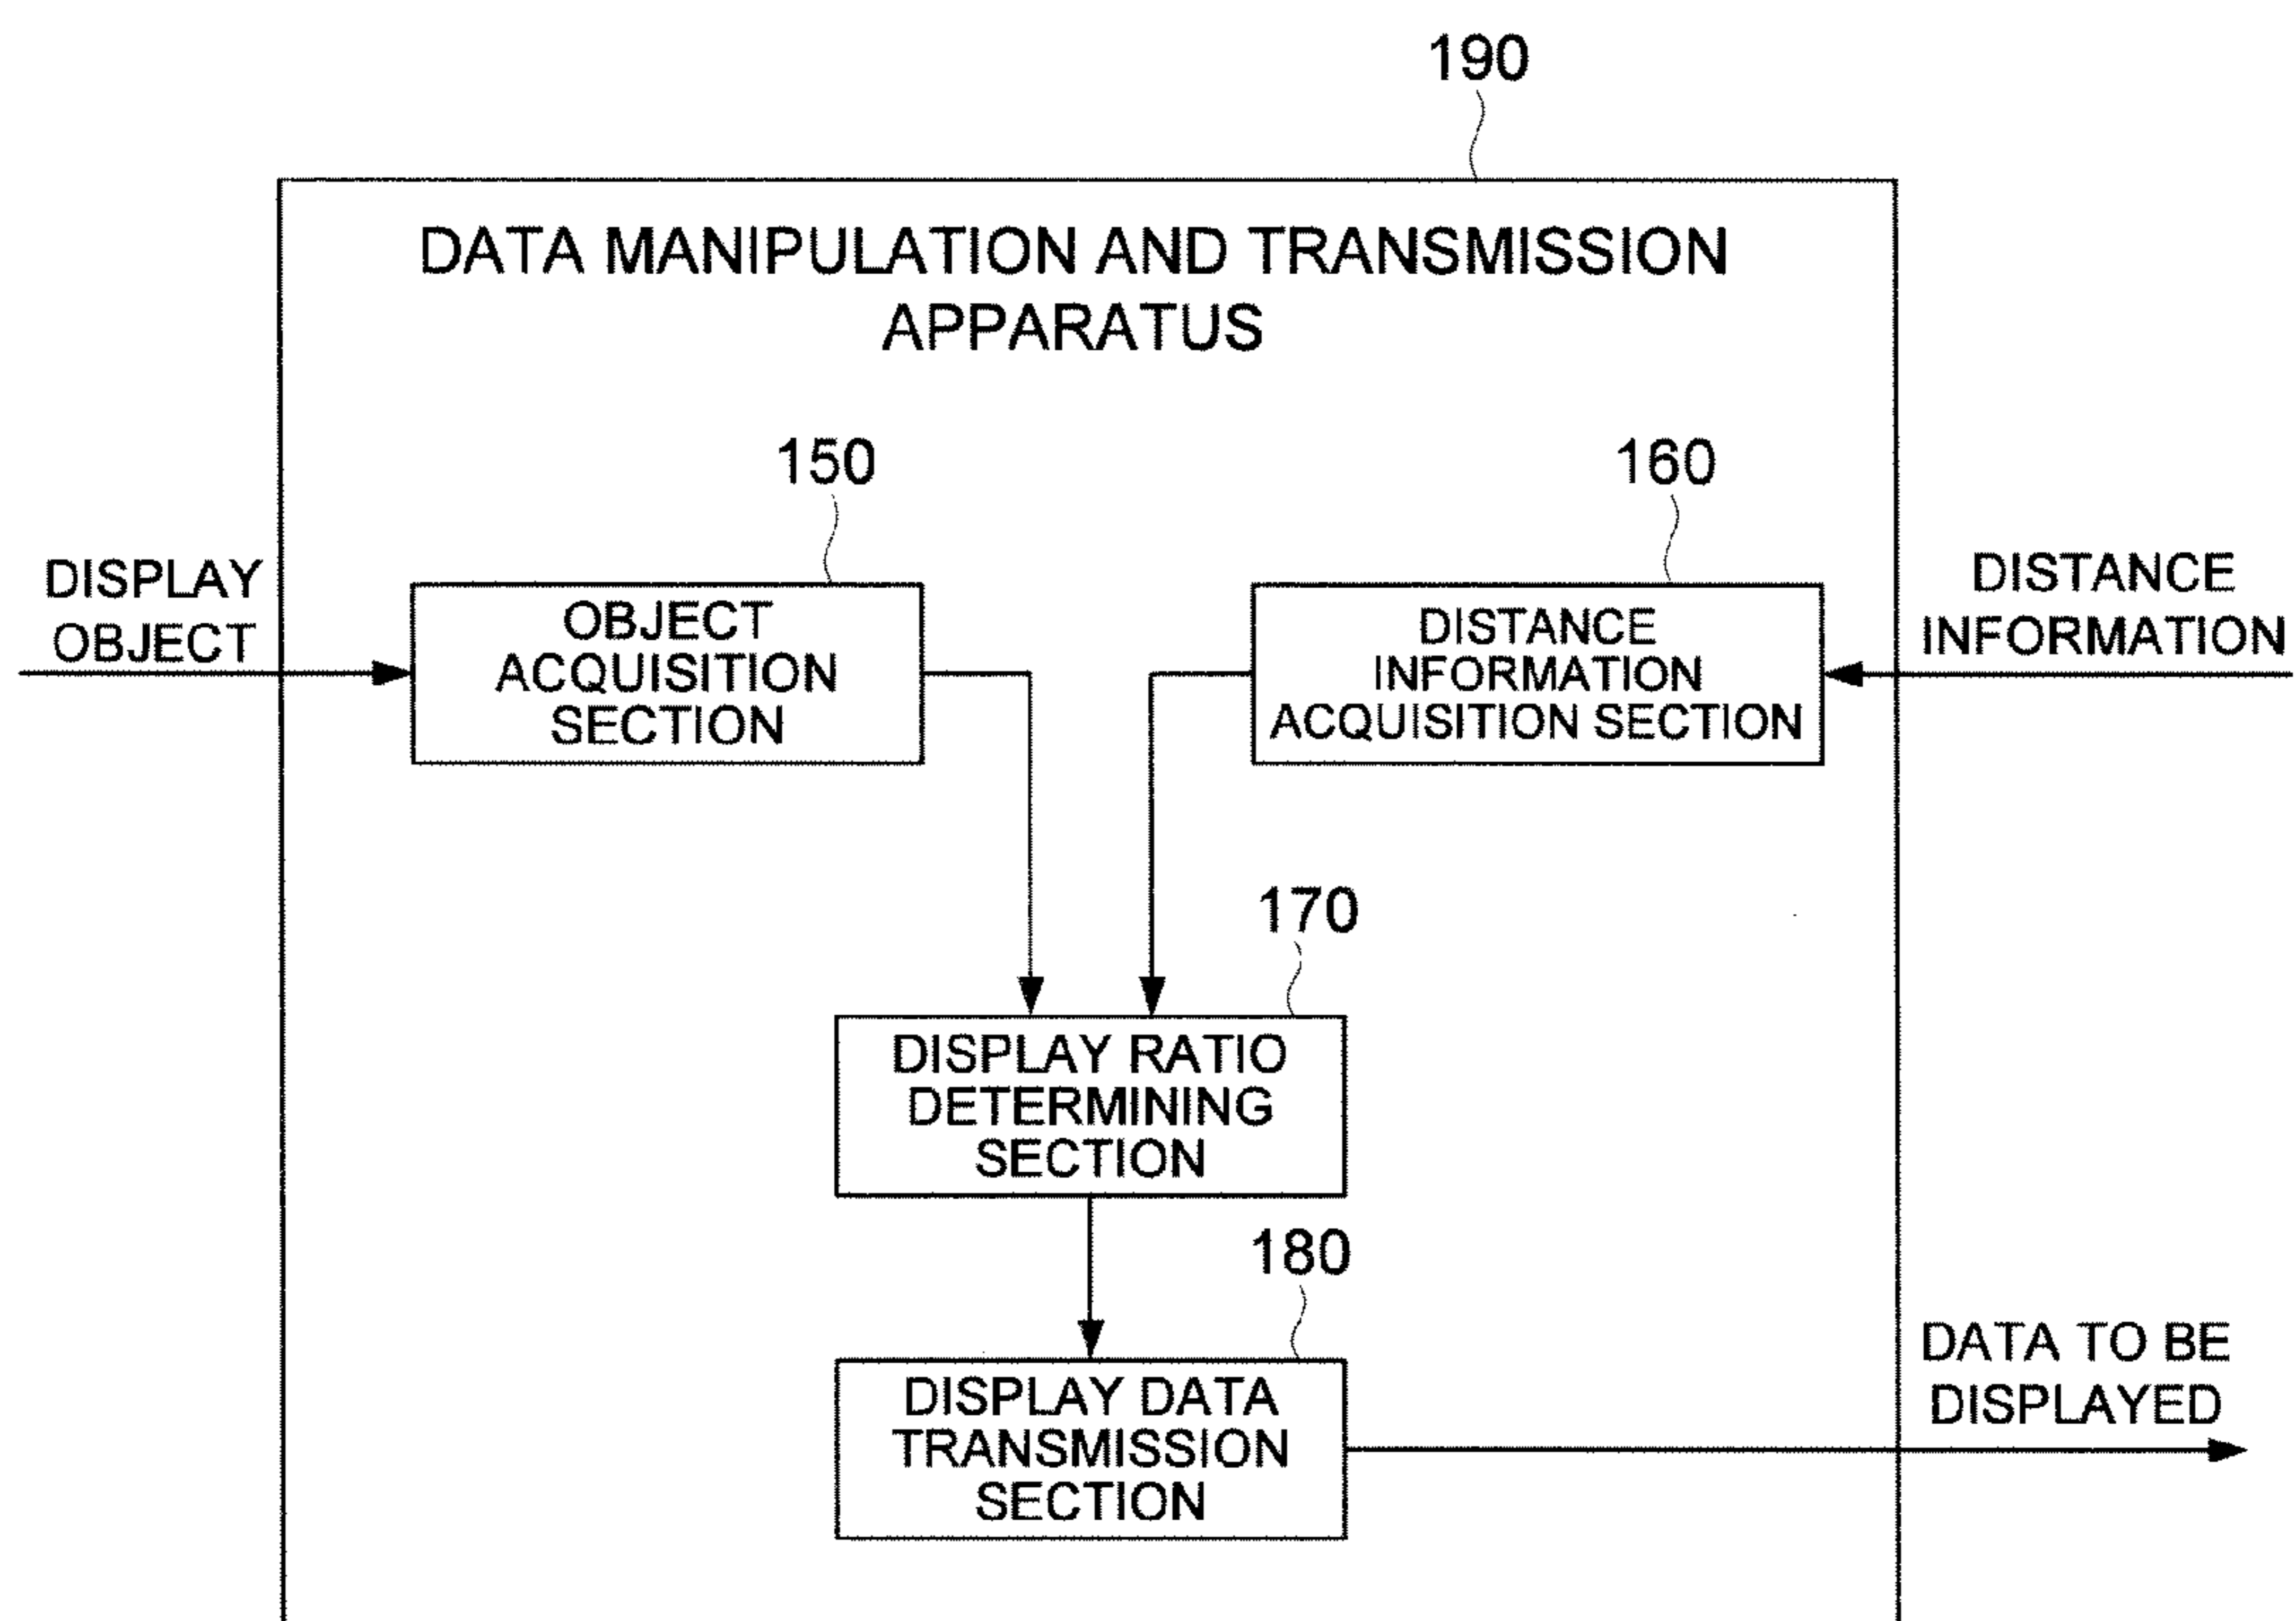 190
DATA MANIPULATION AND TRANSMISSION
APPARATUS
150
160
DISPLAY
OBJECT
OBJECT
ACQUISITION
SECTION
DISTANCE
INFORMATION
ACQUISITION SECTION
DISTANCE
INFORMATION
170
DISPLAY RATIO
DETERMINING
SECTION
180
DISPLAY DATA
TRANSMISSION
SECTION
DATA TO BE
DISPLAYED